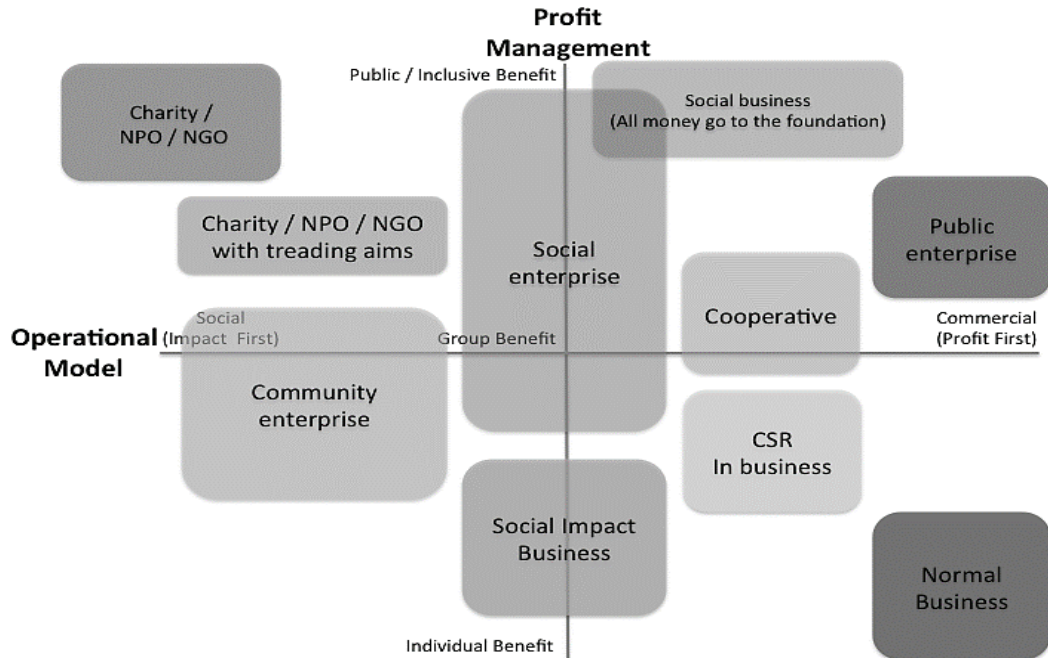 Profit
Management
Public / Inclusive Benefit
Charity /
NPO / NGO
Social business
(All money go to the foundation)
Charity / NPO / NGO
with treading aims
Social
enterprise
Public
enterprise
Operational
Model
Social
(Impact First)
Group Benefit
Cooperative
Commercial
(Profit First)
Community
enterprise
CSR
In business
Social Impact
Business
Normal
Business
Individual Benefit